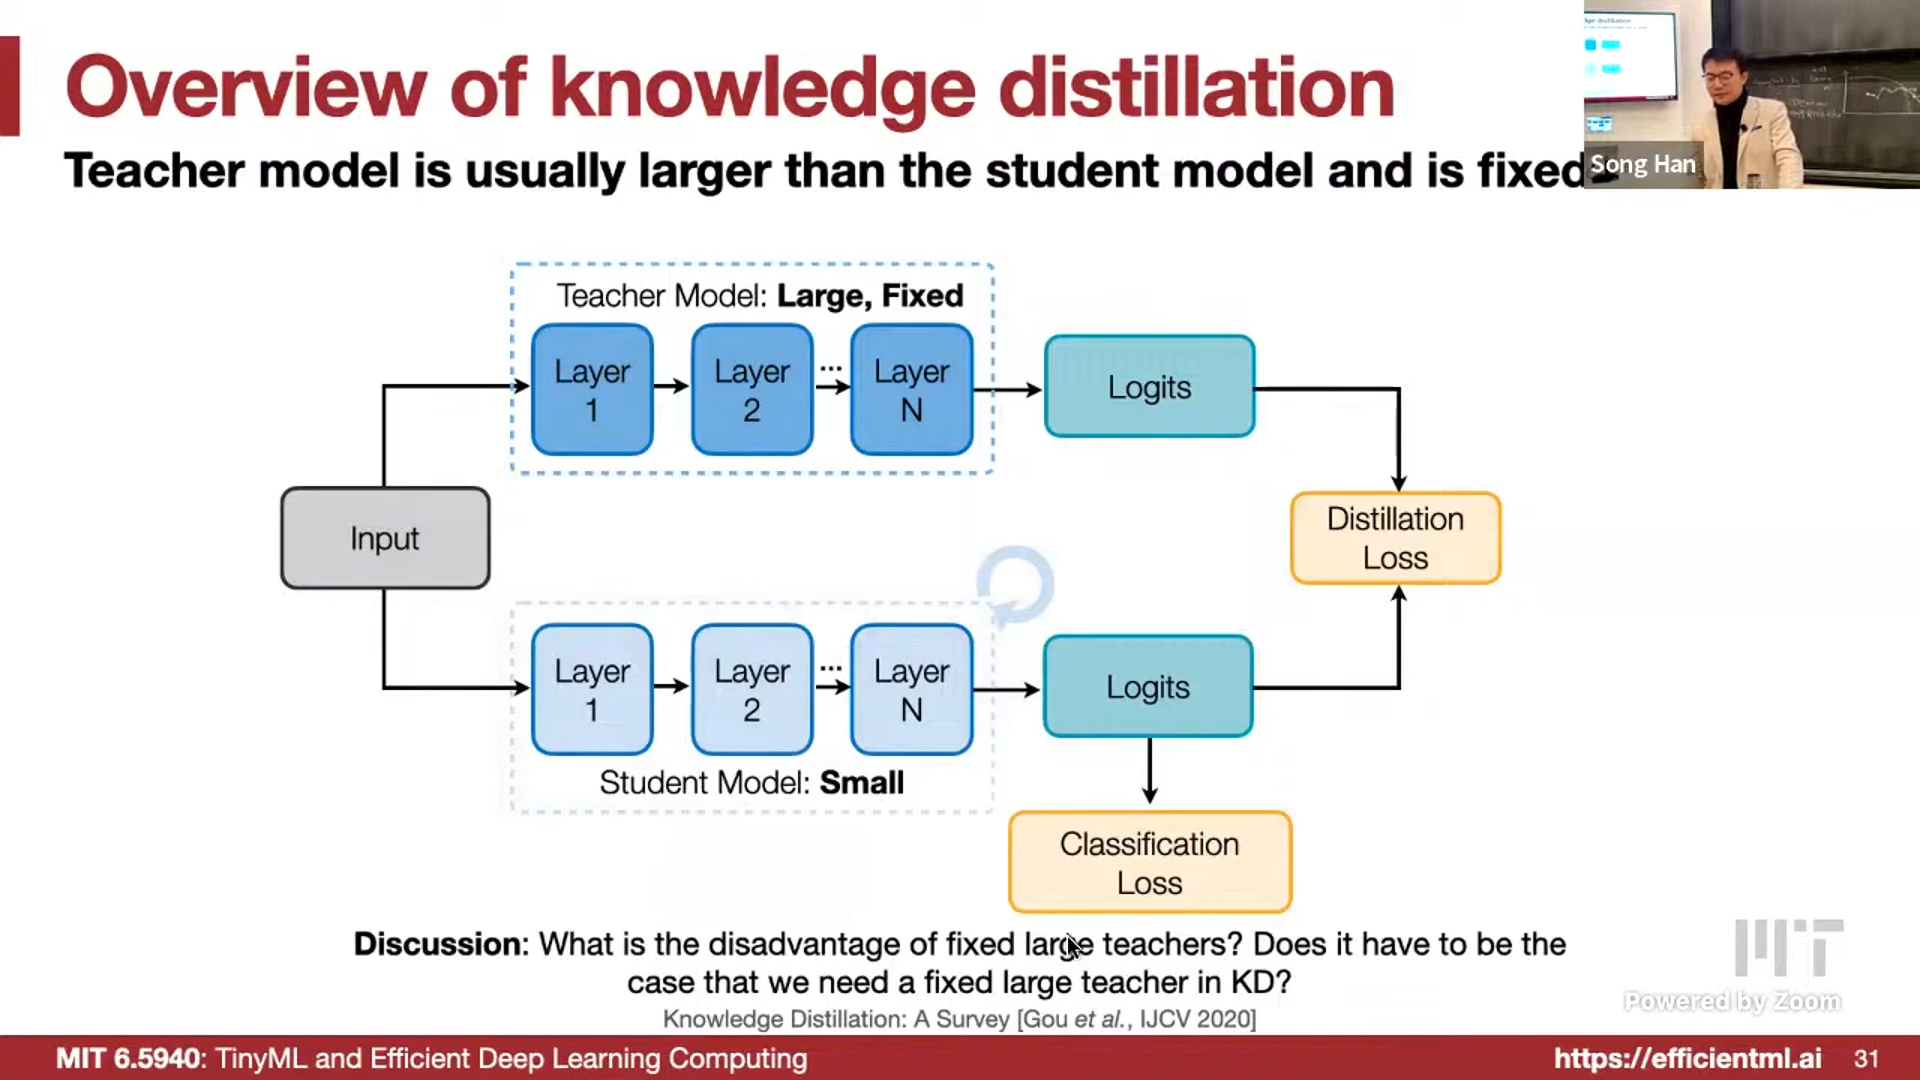 Overview of knowledge distillation
Teacher model is usually larger than the student model and is fixed
Song Han
Teacher Model: Large, Fixed
Layer
1
Layer
2
...
Layer
N
Logits
Input
Distillation
Loss
Layer
1
Layer
2
...
Layer
N
Logits
Student Model: Small
Classification
Loss
Discussion: What is the disadvantage of fixed large teachers? Does it have to be the
case that we need a fixed large teacher in KD?
Knowledge Distillation: A Survey [Gou et al., IJCV 2020]
MIT
Powered by Zoom
MIT 6.5940: TinyML and Efficient Deep Learning Computing
https://efficientml.ai
31